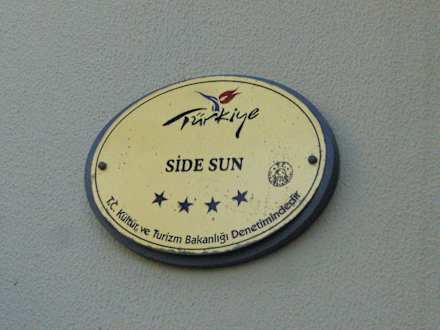 Türkiye
SİDE SUN
T.C. Kültür ve Turizm Bakanlığı Denetimindedir